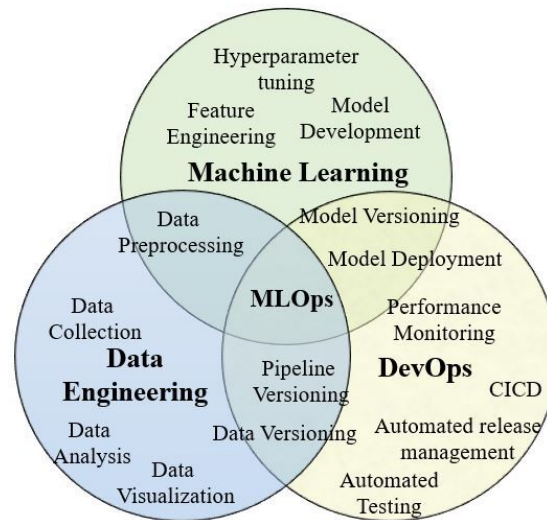 Hyperparameter
tuning
Feature
Engineering
Model
Development
Machine Learning
Data
Preprocessing
Model Versioning
Model Deployment
MLOps
Data
Collection
Performance
Monitoring
Data
Engineering
Pipeline
Versioning
DevOps
CICD
Data
Analysis
Data Versioning
Automated release
management
Data
Visualization
Automated
Testing